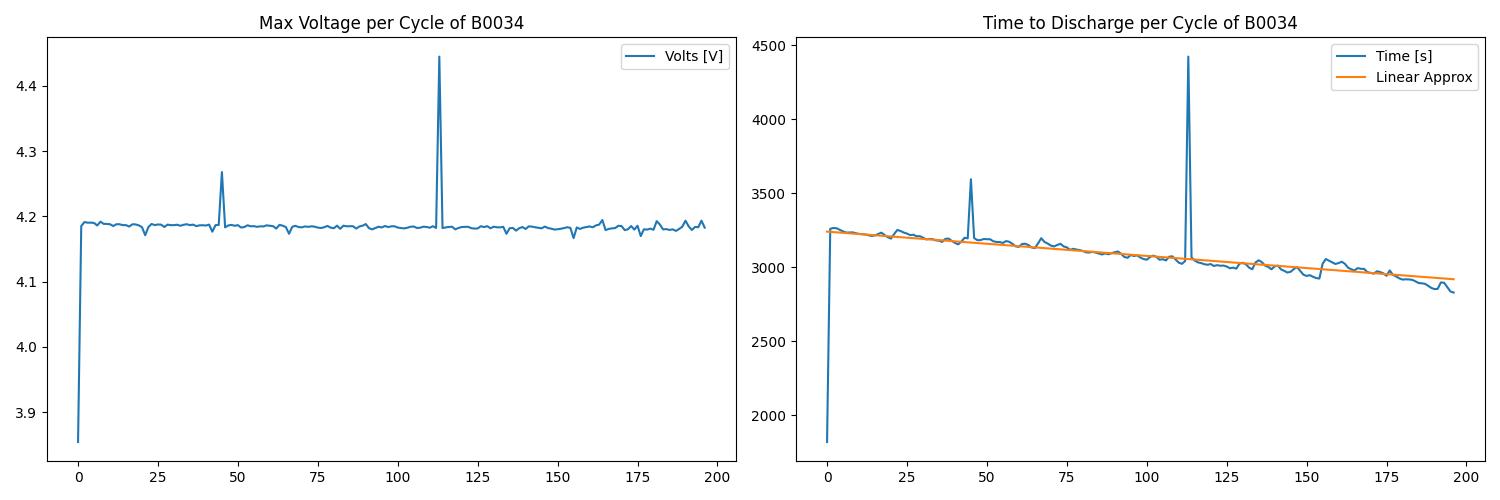 Max Voltage per Cycle of B0034
Volts [V]
4.4
4.3
4.2
4.1
4.0
3.9
0 25 50 75 100 125 150 175 200
Time to Discharge per Cycle of B0034
Time [s]
Linear Approx
4500
4000
3500
3000
2500
2000
0 25 50 75 100 125 150 175 200